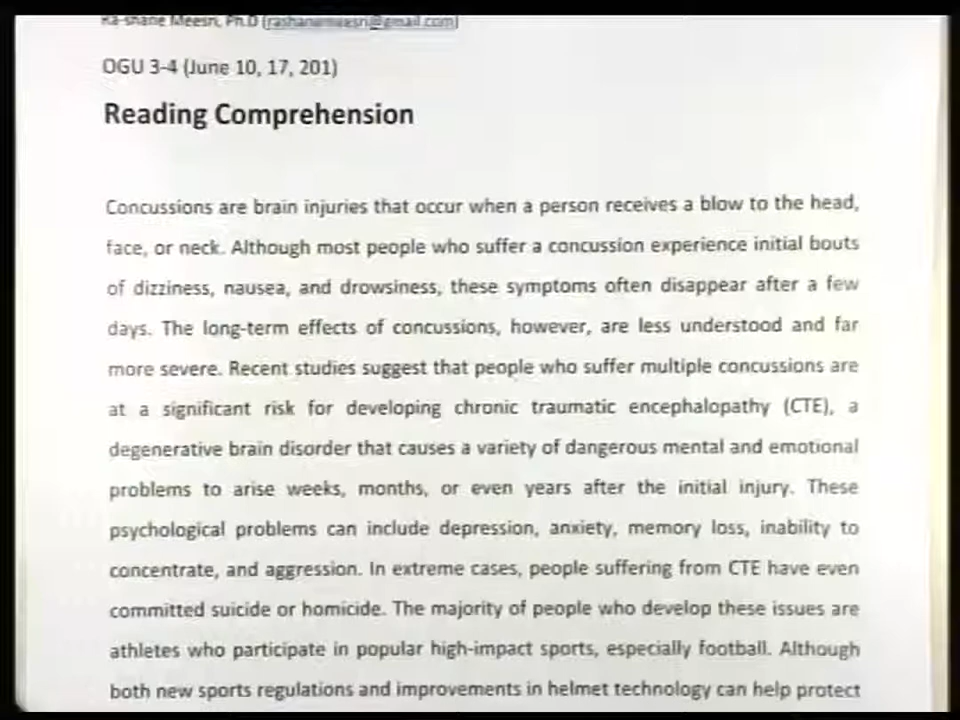 Ra-shane Meesri, Ph.D (rashanemeesri@gmail.com)
OGU 3-4 (June 10, 17, 201)
Reading Comprehension
Concussions are brain injuries that occur when a person receives a blow to the head,
face, or neck. Although most people who suffer a concussion experience initial bouts
of dizziness, nausea, and drowsiness, these symptoms often disappear after a few
days. The long-term effects of concussions, however, are less understood and far
more severe. Recent studies suggest that people who suffer multiple concussions are
at a significant risk for developing chronic traumatic encephalopathy (CTE), a
degenerative brain disorder that causes a variety of dangerous mental and emotional
problems to arise weeks, months, or even years after the initial injury. These
psychological problems can include depression, anxiety, memory loss, inability to
concentrate, and aggression. In extreme cases, people suffering from CTE have even
committed suicide or homicide. The majority of people who develop these issues are
athletes who participate in popular high-impact sports, especially football. Although
both new sports regulations and improvements in helmet technology can help protect